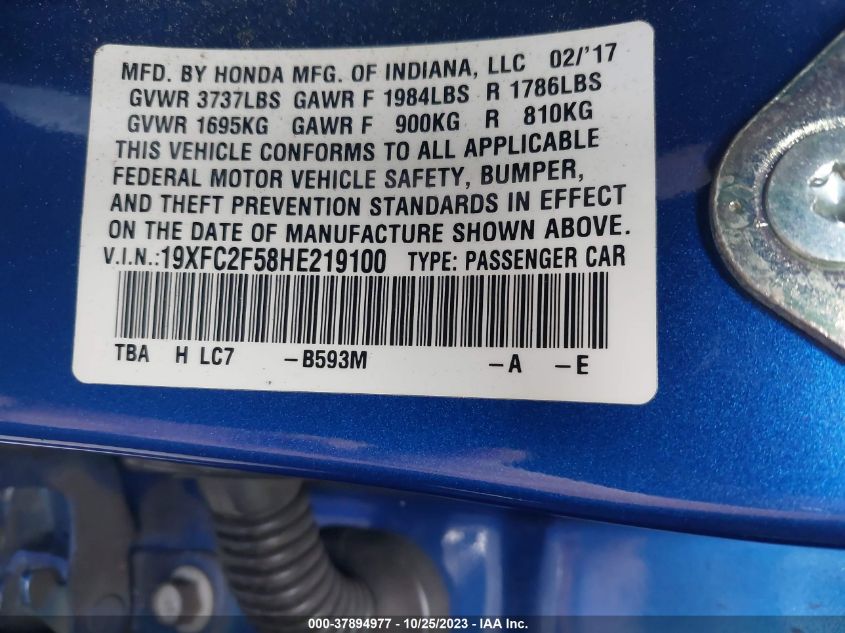 MFD. BY HONDA MFG. OF INDIANA, LLC 02/'17
GVWR 3737LBS GAWR F 1984LBS R 1786LBS
GVWR 1695KG GAWR F 900KG R 810KG
THIS VEHICLE CONFORMS TO ALL APPLICABLE
FEDERAL MOTOR VEHICLE SAFETY, BUMPER,
AND THEFT PREVENTION STANDARDS IN EFFECT
ON THE DATE OF MANUFACTURE SHOWN ABOVE.
V.I.N.:19XFC2F58HE219100 TYPE: PASSENGER CAR
TBA H LC7 -B593M -A -E
000-37894977 - 10/25/2023 - IAAI.com